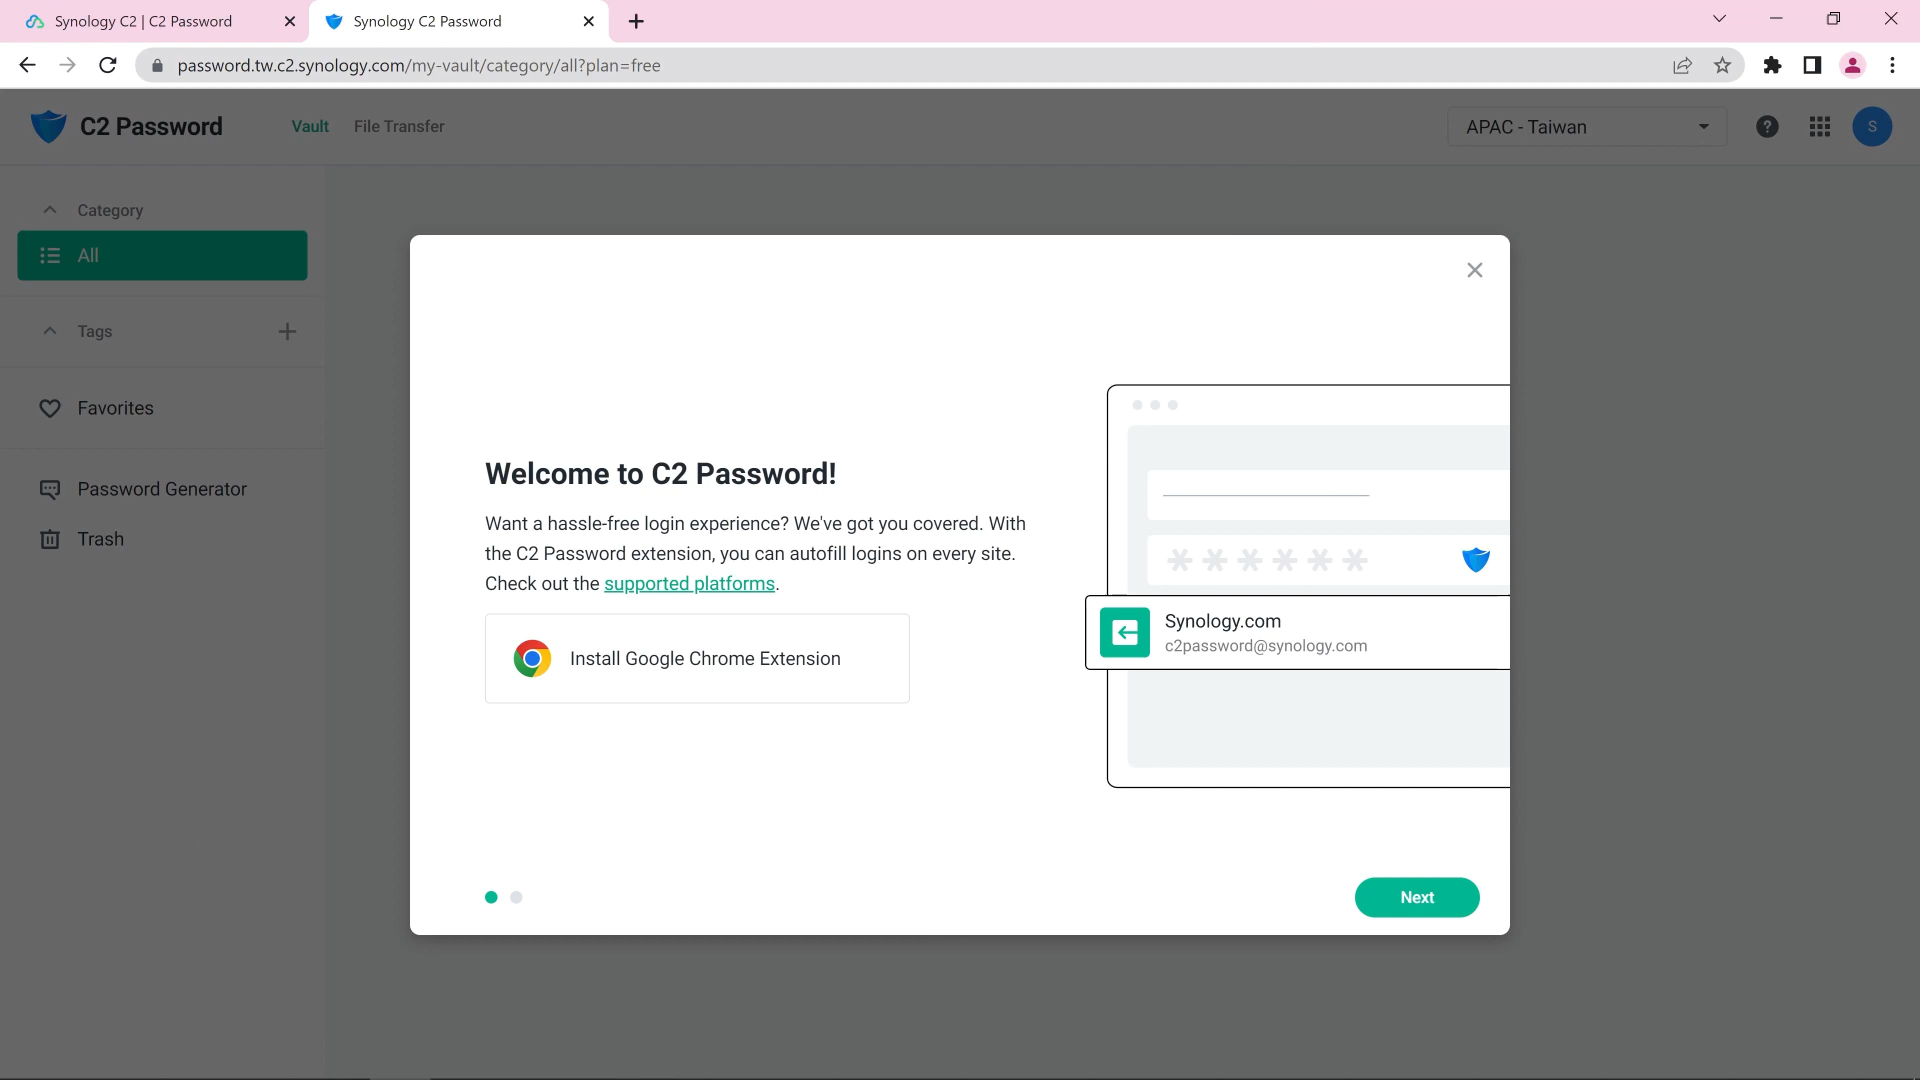 Synology C2 | C2 Password
Synology C2 Password
password.tw.c2.synology.com/my-vault/category/all?plan=free
C2 Password
Vault
File Transfer
APAC - Taiwan
?
S
Category
All
Tags
Favorites
Password Generator
Trash
Welcome to C2 Password!
Want a hassle-free login experience? We've got you covered. With
the C2 Password extension, you can autofill logins on every site.
Check out the supported platforms.
Install Google Chrome Extension
Synology.com
c2password@synology.com
Next